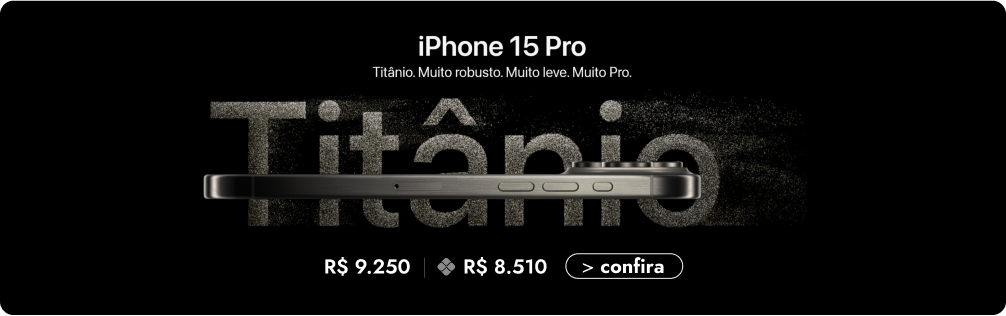 iPhone 15 Pro
Titânio. Muito robusto. Muito leve. Muito Pro.
Titânio
R$ 9.250 | R$ 8.510 > confira